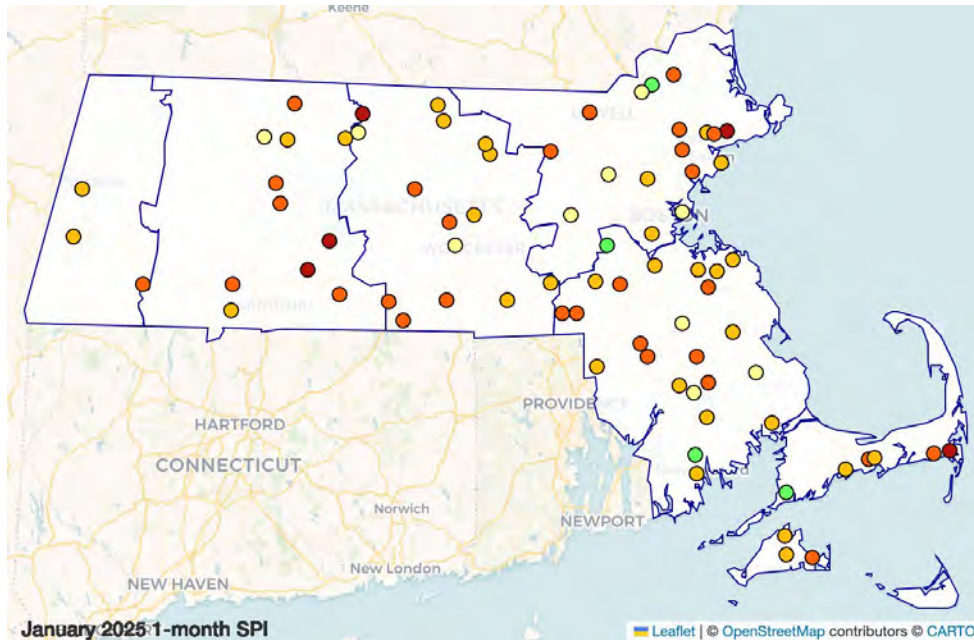 Keene
LOWELL
MASSACHUSETTS
BOSTON
WORCESTER
HARTFORD
PROVIDENCE
CONNECTICUT
Norwich
NEWPORT
New London
NEW HAVEN
January 2025 1-month SPI
Leaflet | © OpenStreetMap contributors © CARTO